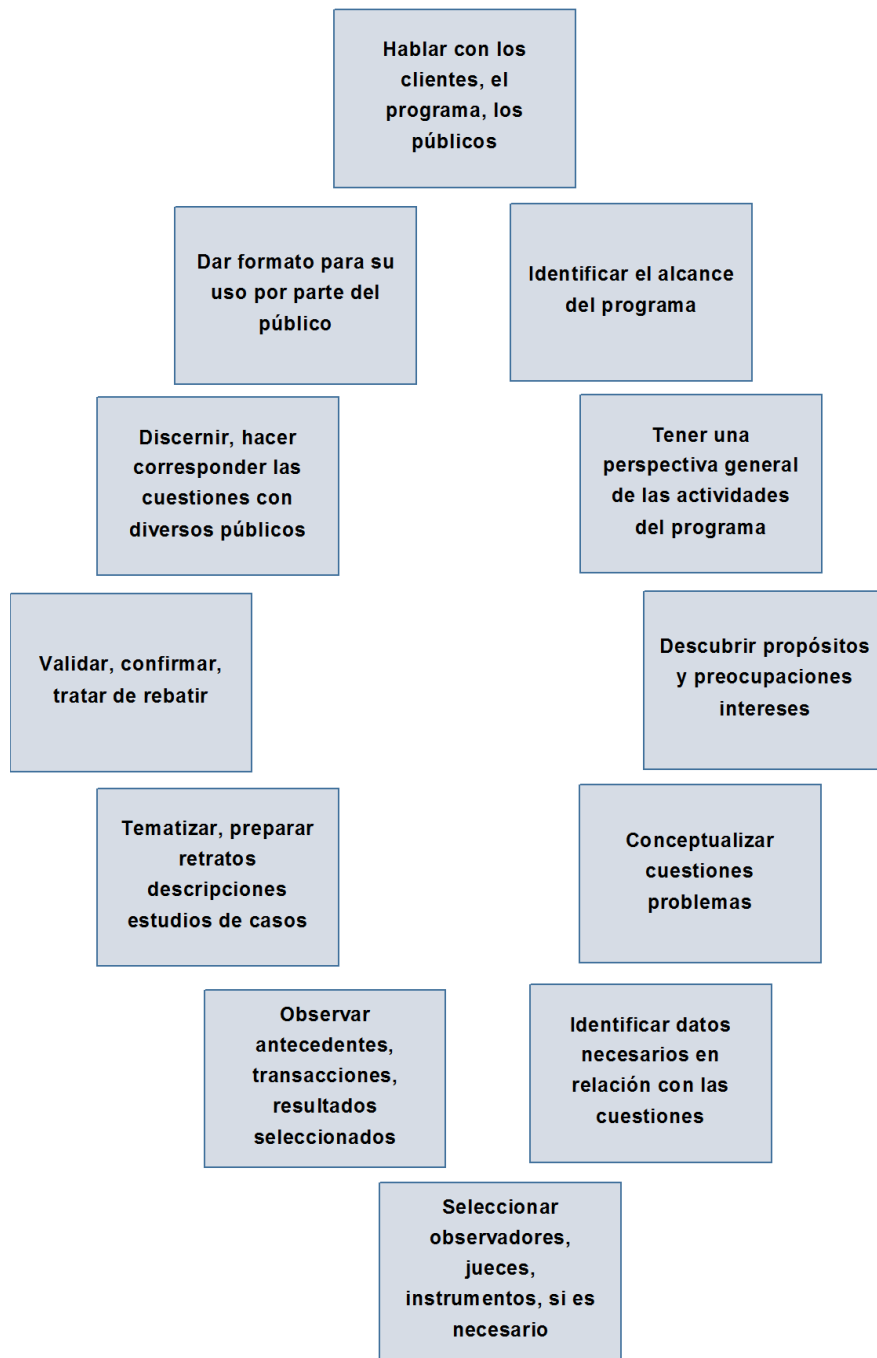 Hablar con los
clientes, el
programa, los
públicos
Dar formato para su
uso por parte del
público
Identificar el alcance
del programa
Discernir, hacer
corresponder las
cuestiones con
diversos públicos
Tener una
perspectiva general
de las actividades
del programa
Validar, confirmar,
tratar de rebatir
Descubrir propósitos
y preocupaciones
intereses
Tematizar, preparar
retratos
descripciones
estudios de casos
Conceptualizar
cuestiones
problemas
Observar
antecedentes,
transacciones,
resultados
seleccionados
Identificar datos
necesarios en
relación con las
cuestiones
Seleccionar
observadores,
jueces,
instrumentos, si es
necesario